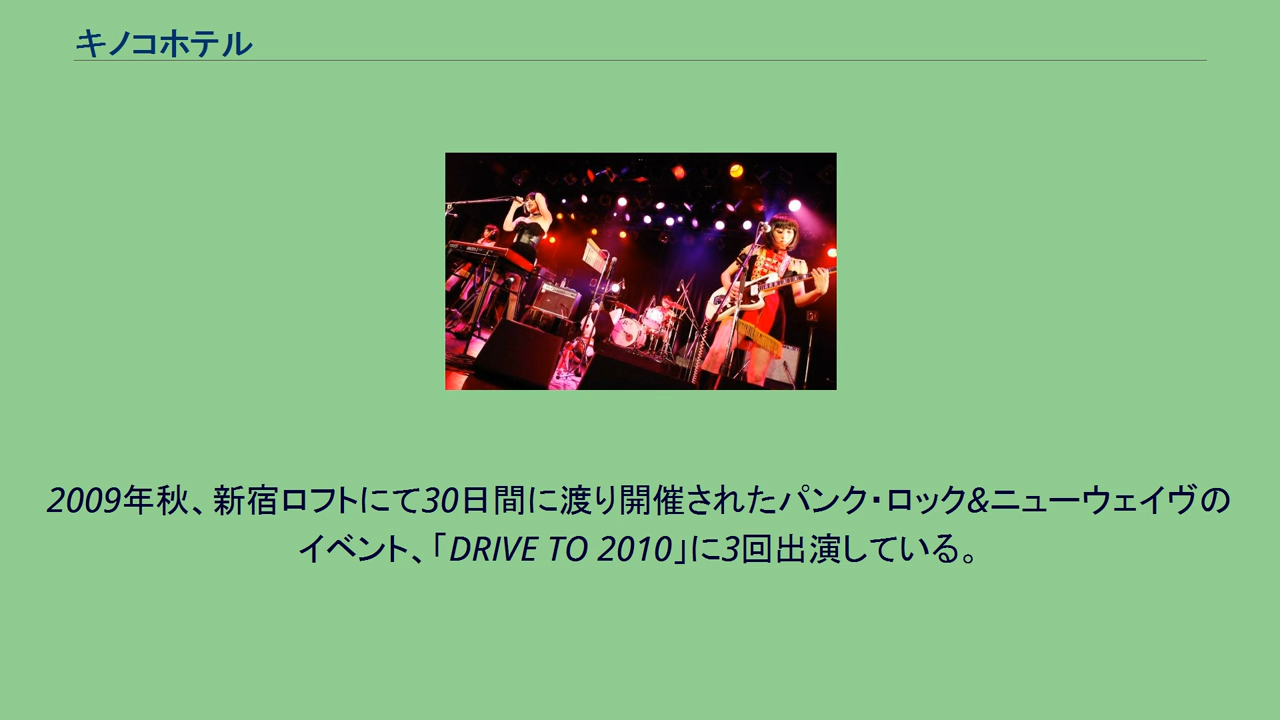 キノコホテル
2009年秋、新宿ロフトにて30日間に渡り開催されたパンク・ロック&ニューウェイヴの
イベント、「DRIVE TO 2010」に3回出演している。